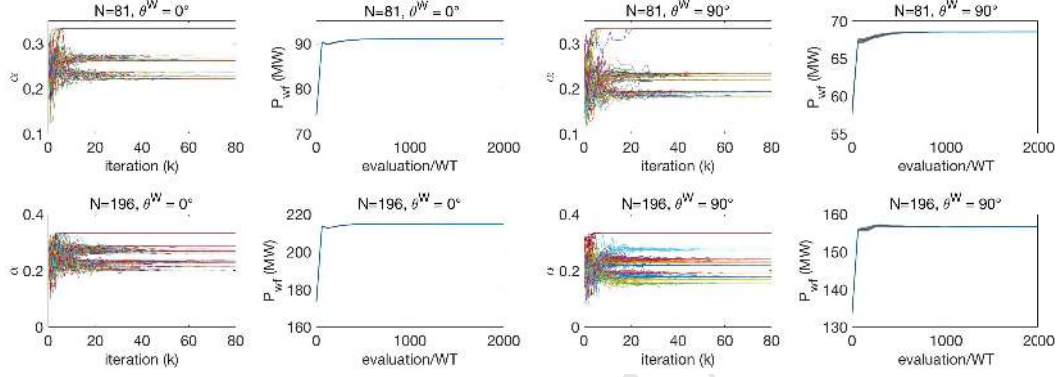 N=81, θ^W = 0°
α
0.3
0.2
0.1
0 20 40 60 80
iteration (k)
N=81, θ^W = 0°
P_wf (MW)
90
80
70
0 1000 2000
evaluation/WT
N=81, θ^W = 90°
α
0.3
0.2
0.1
0 20 40 60 80
iteration (k)
N=81, θ^W = 90°
P_wf (MW)
70
65
60
55
0 1000 2000
evaluation/WT
N=196, θ^W = 0°
α
0.4
0.2
0
0 20 40 60 80
iteration (k)
N=196, θ^W = 0°
P_wf (MW)
220
200
180
160
0 1000 2000
evaluation/WT
N=196, θ^W = 90°
α
0.4
0.2
0
0 20 40 60 80
iteration (k)
N=196, θ^W = 90°
P_wf (MW)
160
150
140
130
0 1000 2000
evaluation/WT